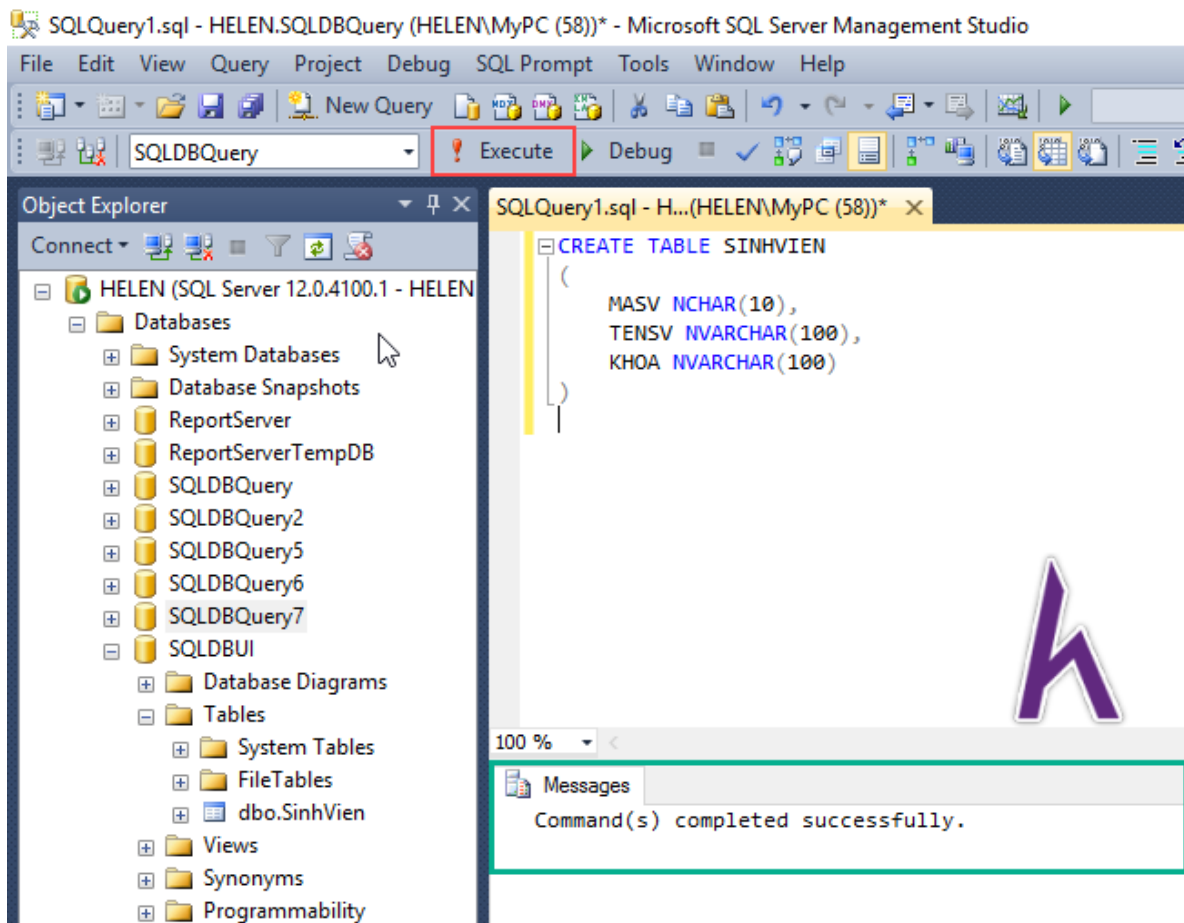 SQLQuery1.sql - HELEN.SQLDBQuery (HELEN\MyPC (58))* - Microsoft SQL Server Management Studio
File Edit View Query Project Debug SQL Prompt Tools Window Help
New Query
SQLDBQuery Execute Debug
Object Explorer
Connect
HELEN (SQL Server 12.0.4100.1 - HELEN
Databases
System Databases
Database Snapshots
ReportServer
ReportServerTempDB
SQLDBQuery
SQLDBQuery2
SQLDBQuery5
SQLDBQuery6
SQLDBQuery7
SQLDBUI
Database Diagrams
Tables
System Tables
FileTables
dbo.SinhVien
Views
Synonyms
Programmability
SQLQuery1.sql - H...(HELEN\MyPC (58))*
CREATE TABLE SINHVIEN
(
MASV NCHAR(10),
TENSV NVARCHAR(100),
KHOA NVARCHAR(100)
)
h
100 %
Messages
Command(s) completed successfully.